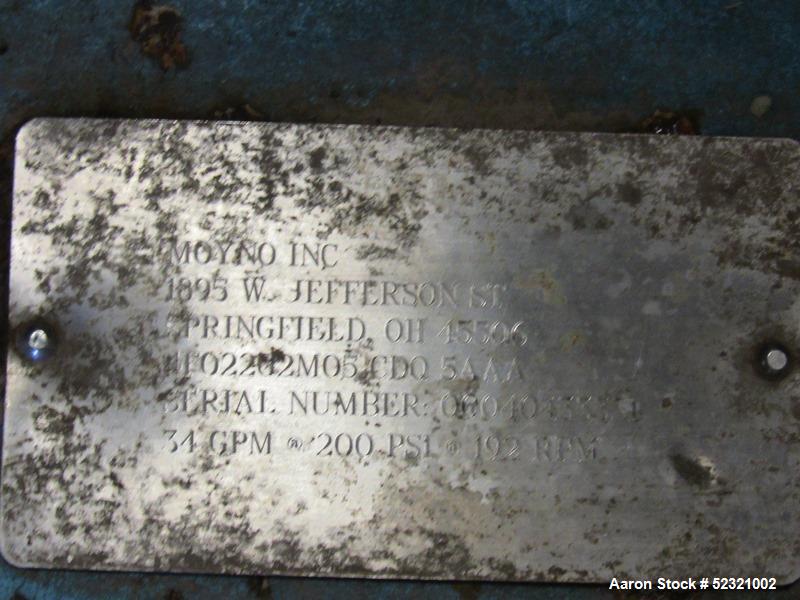 MOYNO INC
1895 W. JEFFERSON ST.
SPRINGFIELD, OH 45506
5AAA
SERIAL NUMBER:
34 GPM @ 200 PSI @ 192 RPM
Aaron Stock # 52321002